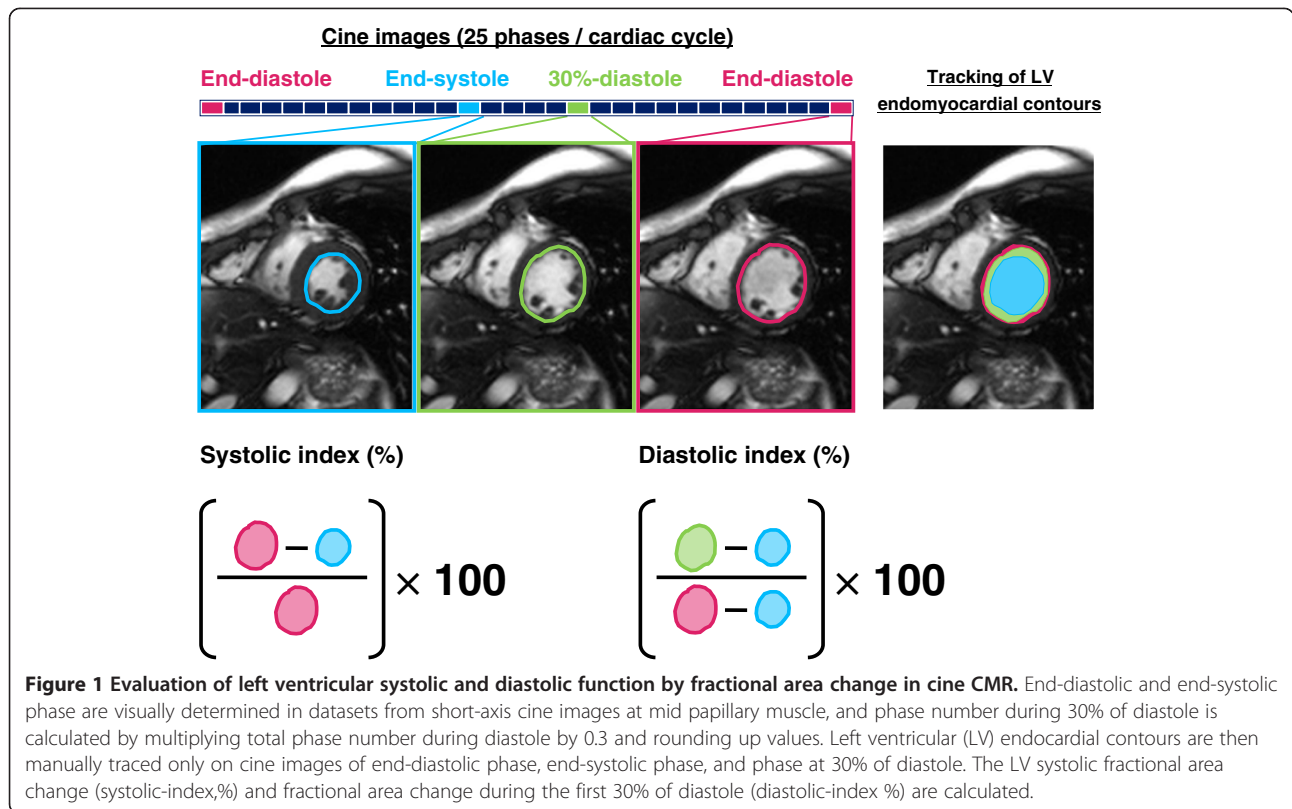 Cine images (25 phases / cardiac cycle)
End-diastole End-systole 30%-diastole End-diastole
Tracking of LV
endomyocardial contours
Systolic index (%) Diastolic index (%)
− × 100 − × 100
−
Figure 1 Evaluation of left ventricular systolic and diastolic function by fractional area change in cine CMR. End-diastolic and end-systolic
phase are visually determined in datasets from short-axis cine images at mid papillary muscle, and phase number during 30% of diastole is
calculated by multiplying total phase number during diastole by 0.3 and rounding up values. Left ventricular (LV) endocardial contours are then
manually traced only on cine images of end-diastolic phase, end-systolic phase, and phase at 30% of diastole. The LV systolic fractional area
change (systolic-index,%) and fractional area change during the first 30% of diastole (diastolic-index %) are calculated.